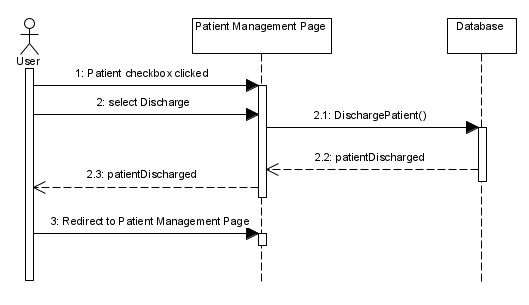 Patient Management Page
Database
User
1: Patient checkbox clicked
2: select Discharge
2.1: DischargePatient()
2.2: patientDischarged
2.3: patientDischarged
3: Redirect to Patient Management Page